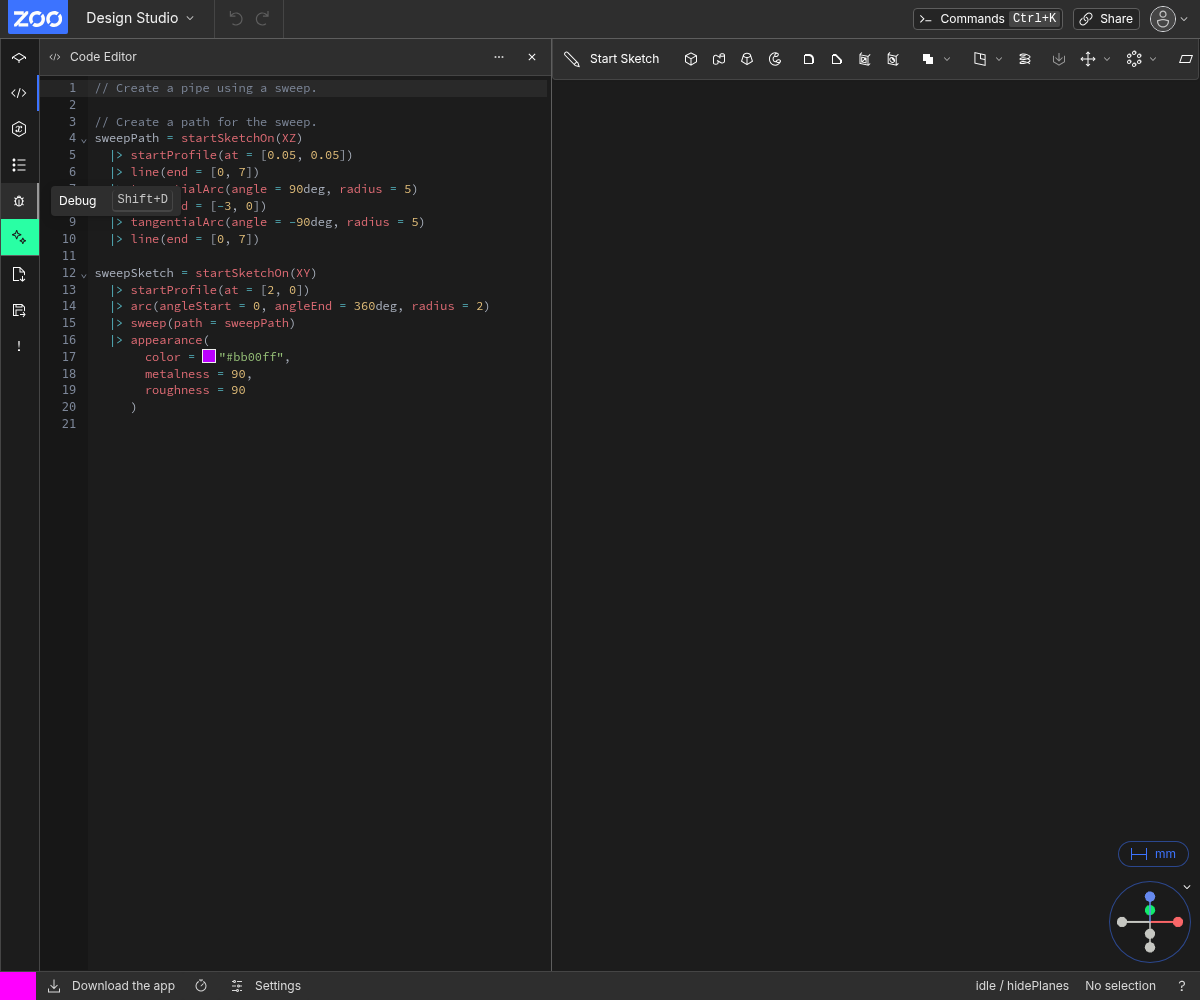 ZOO Design Studio Commands Ctrl+K Share
</> Code Editor ··· Start Sketch
1 // Create a pipe using a sweep.
2
3 // Create a path for the sweep.
4 sweepPath = startSketchOn(XZ)
5 |> startProfile(at = [0.05, 0.05])
6 |> line(end = [0, 7])
ialArc(angle = 90deg, radius = 5)
Debug Shift+D
d = [-3, 0])
9 |> tangentialArc(angle = -90deg, radius = 5)
10 |> line(end = [0, 7])
11
12 sweepSketch = startSketchOn(XY)
13 |> startProfile(at = [2, 0])
14 |> arc(angleStart = 0, angleEnd = 360deg, radius = 2)
15 |> sweep(path = sweepPath)
16 |> appearance(
17 color = "#bb00ff",
18 metalness = 90,
19 roughness = 90
20 )
21
mm
Download the app Settings idle / hidePlanes No selection ?